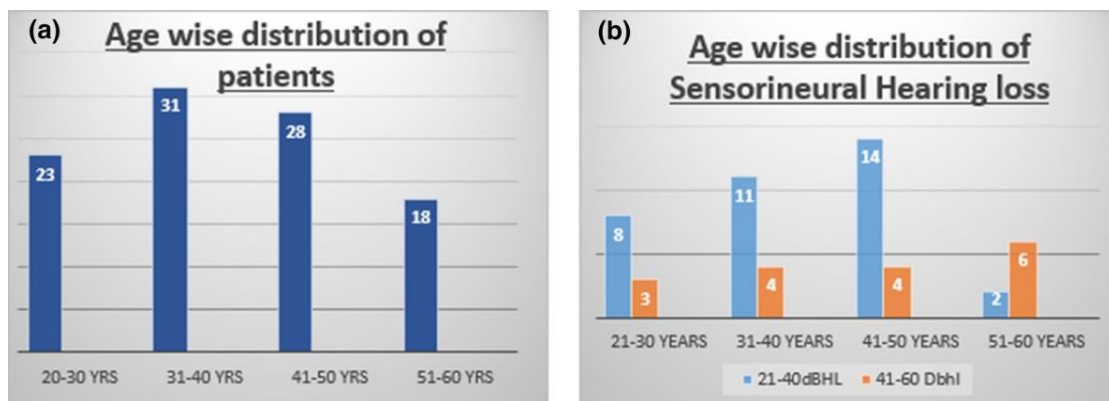 (a)
Age wise distribution of
patients
23
31
28
18
20-30 YRS 31-40 YRS 41-50 YRS 51-60 YRS
(b)
Age wise distribution of
Sensorineural Hearing loss
8
3
11
4
14
4
2
6
21-30 YEARS 31-40 YEARS 41-50 YEARS 51-60 YEARS
21-40dBHL 41-60 Dbhl